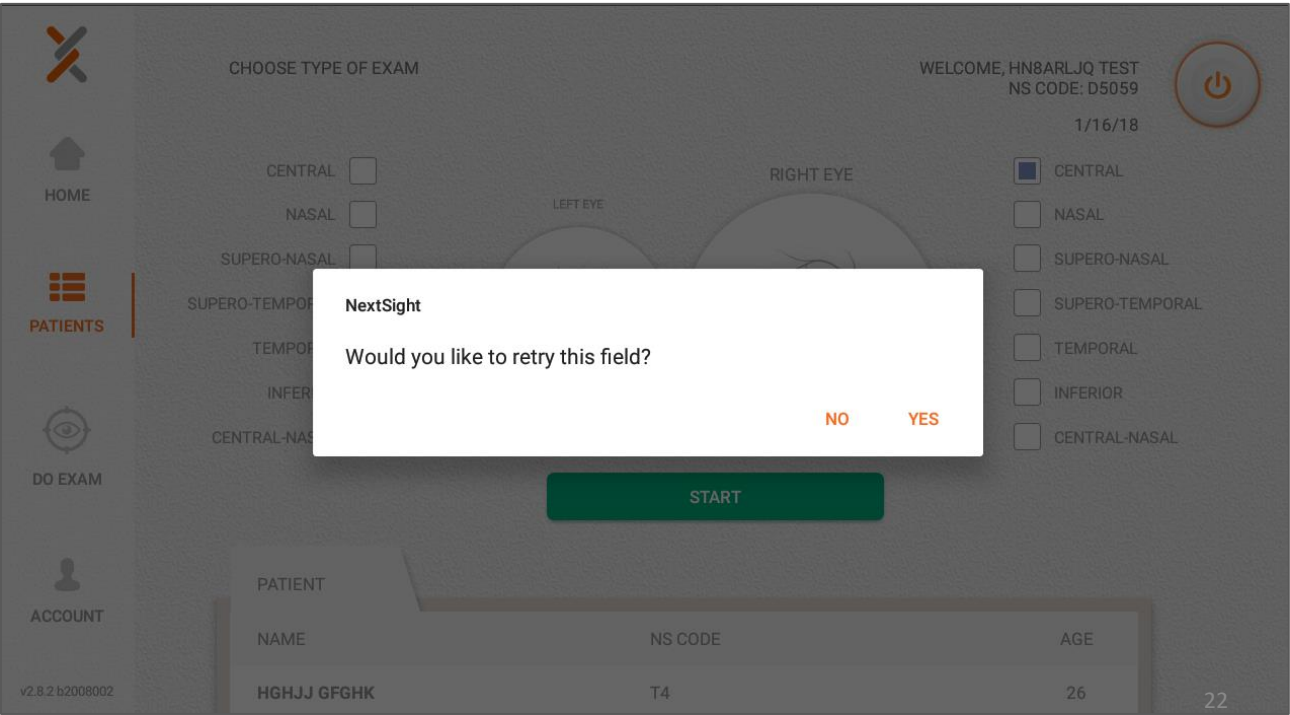 CHOOSE TYPE OF EXAM
WELCOME, HN8ARLJQ TEST
NS CODE: D5059
1/16/18
HOME
PATIENTS
DO EXAM
ACCOUNT
v2.8.2 b2008002
CENTRAL
NASAL
SUPERO-NASAL
SUPERO-TEMPOR
TEMPOR
INFER
CENTRAL-NAS
LEFT EYE
RIGHT EYE
CENTRAL
NASAL
SUPERO-NASAL
SUPERO-TEMPORAL
TEMPORAL
INFERIOR
CENTRAL-NASAL
NextSight
Would you like to retry this field?
NO YES
START
PATIENT
NAME NS CODE AGE
HGHJJ GFGHK T4 26
22